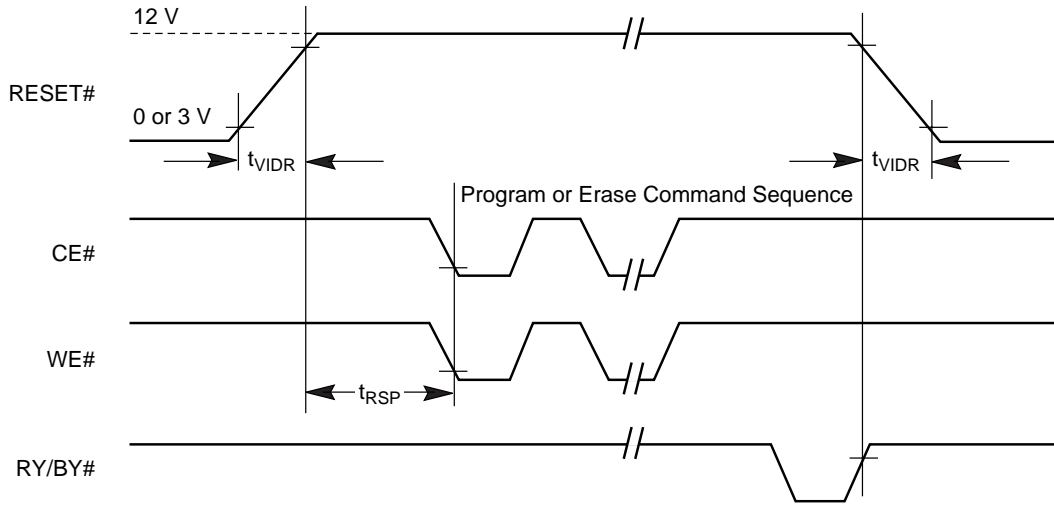 12 V
RESET#
0 or 3 V
tVIDR
tVIDR
Program or Erase Command Sequence
CE#
WE#
tRSP
RY/BY#